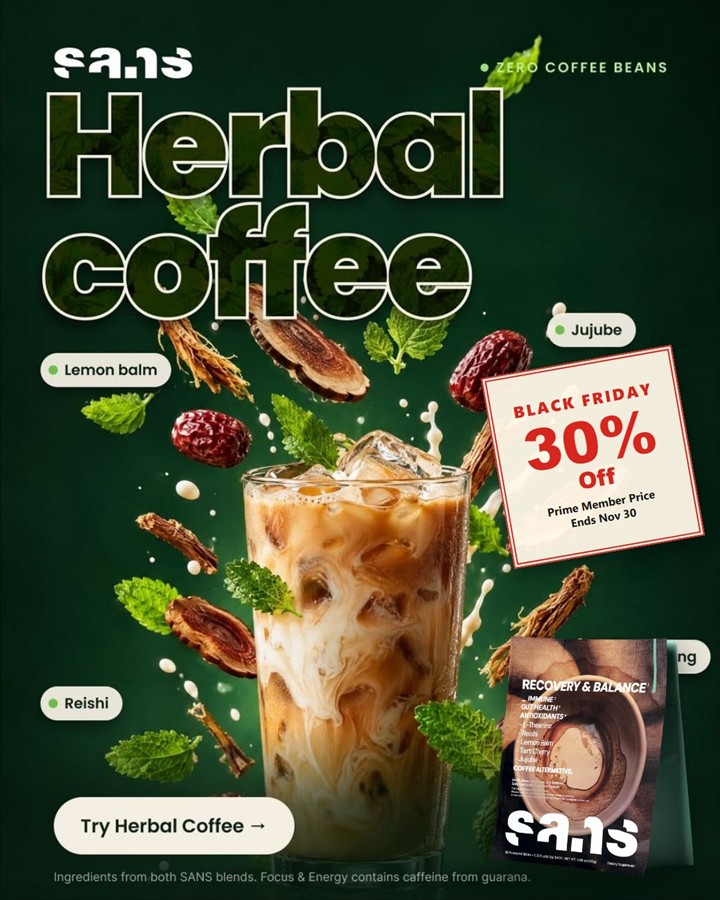 sans
ZERO COFFEE BEANS
Herbal
coffee
Jujube
Lemon balm
BLACK FRIDAY
30%
Off
Prime Member Price
Ends Nov 30
ng
RECOVERY & BALANCE
IMMUNE
GUT HEALTH
ANTIOXIDANTS
- L-Theanine
- Reishi
- Lemon Balm
- Tart Cherry
- Jujube
COFFEE ALTERNATIVE.
sans
Reishi
Try Herbal Coffee →
Ingredients from both SANS blends. Focus & Energy contains caffeine from guarana.